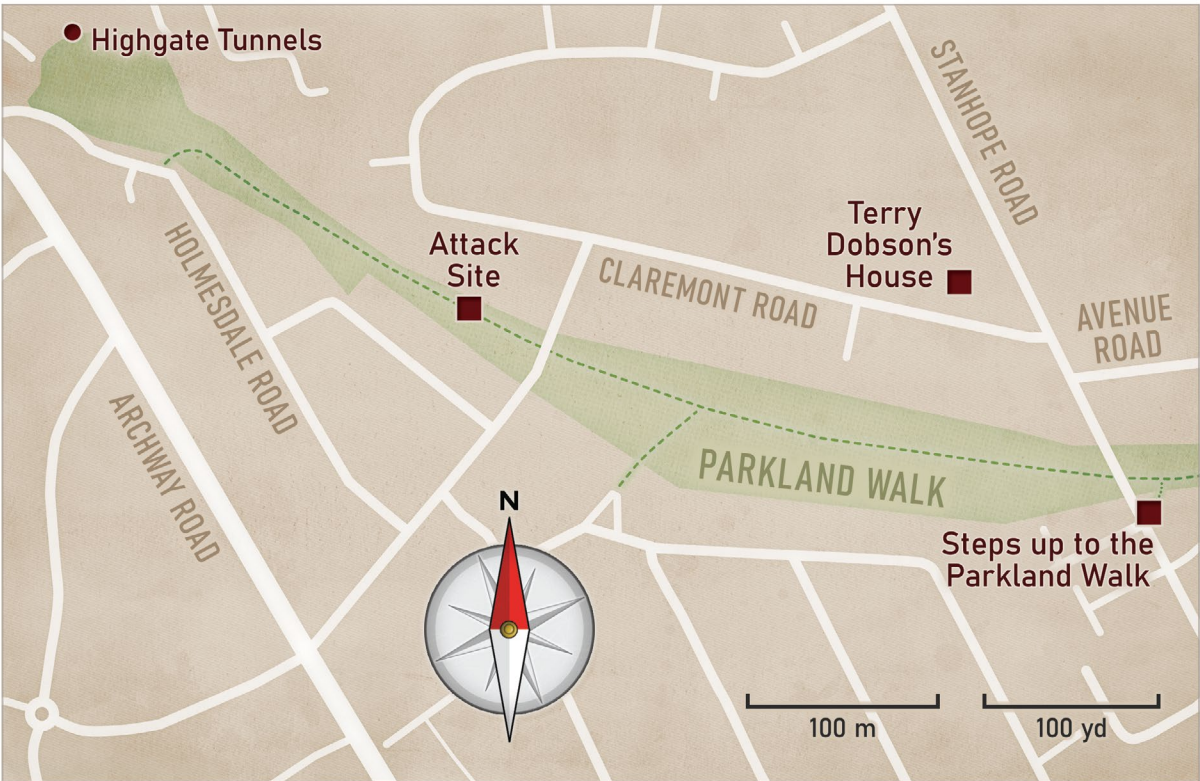 Highgate Tunnels
STANHOPE ROAD
Terry
Dobson's
House
Attack
Site
HOLMESDALE ROAD
CLAREMONT ROAD
AVENUE
ROAD
ARCHWAY ROAD
PARKLAND WALK
N
Steps up to the
Parkland Walk
100 m
100 yd